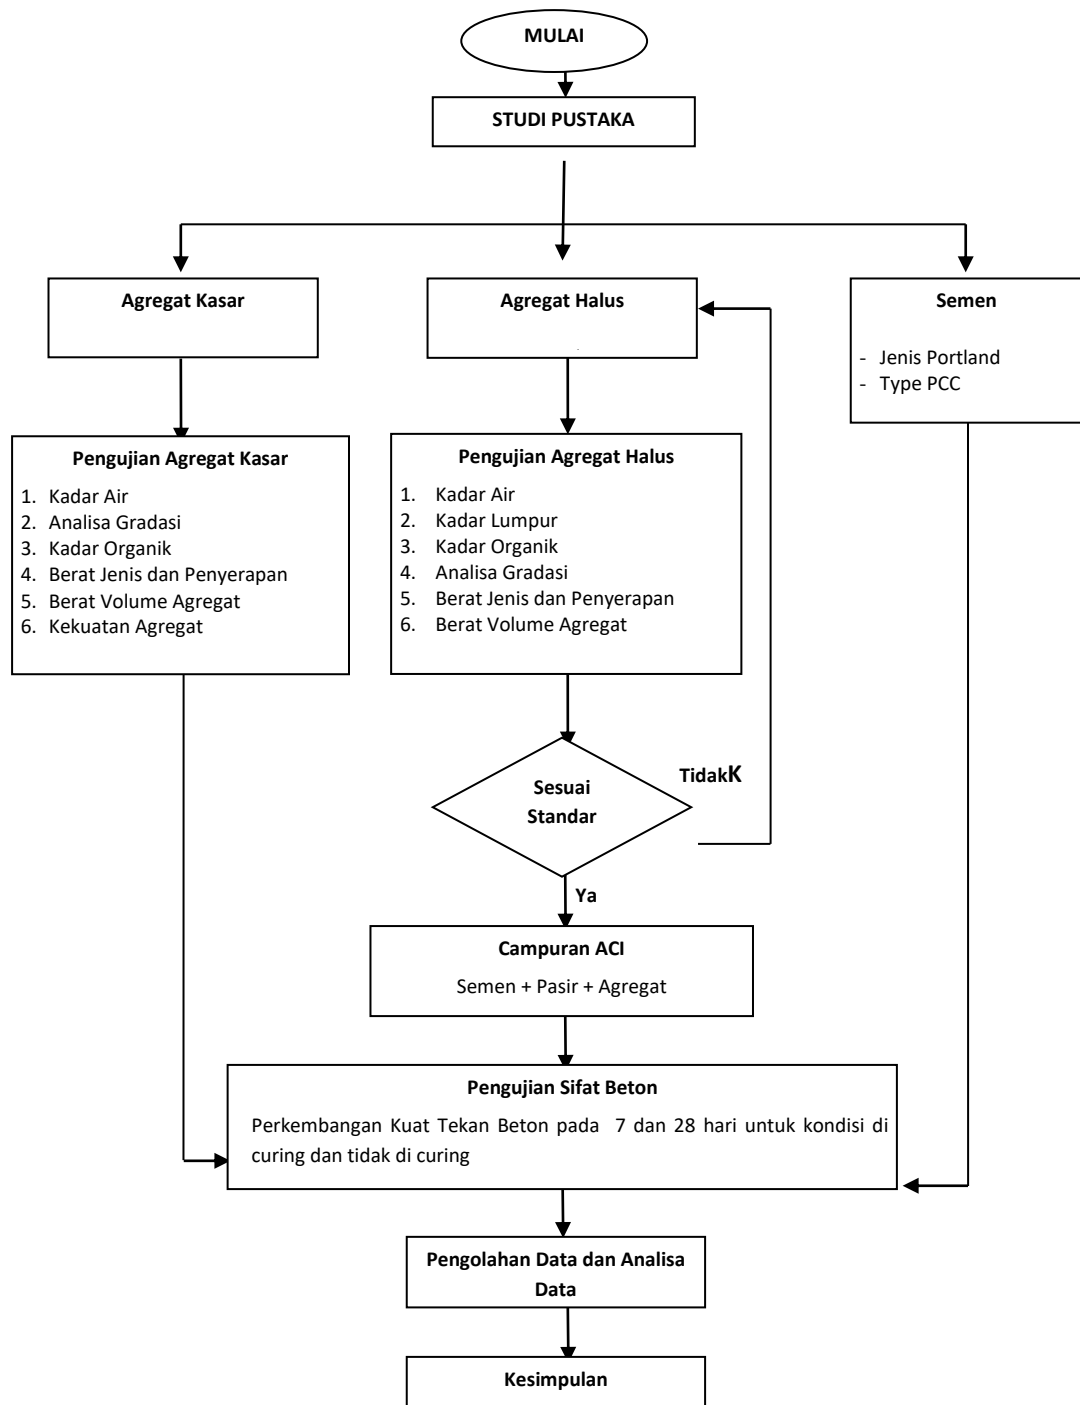 MULAI
STUDI PUSTAKA
Agregat Kasar
Agregat Halus
Semen
- Jenis Portland
- Type PCC
Pengujian Agregat Kasar
1. Kadar Air
2. Analisa Gradasi
3. Kadar Organik
4. Berat Jenis dan Penyerapan
5. Berat Volume Agregat
6. Kekuatan Agregat
Pengujian Agregat Halus
1. Kadar Air
2. Kadar Lumpur
3. Kadar Organik
4. Analisa Gradasi
5. Berat Jenis dan Penyerapan
6. Berat Volume Agregat
Sesuai
Standar
TidakK
Ya
Campuran ACI
Semen + Pasir + Agregat
Pengujian Sifat Beton
Perkembangan Kuat Tekan Beton pada 7 dan 28 hari untuk kondisi di
curing dan tidak di curing
Pengolahan Data dan Analisa
Data
Kesimpulan